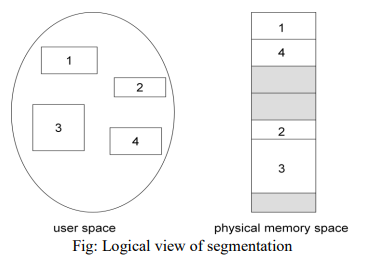 1
2
3
4
1
4
2
3
user space
physical memory space
Fig: Logical view of segmentation